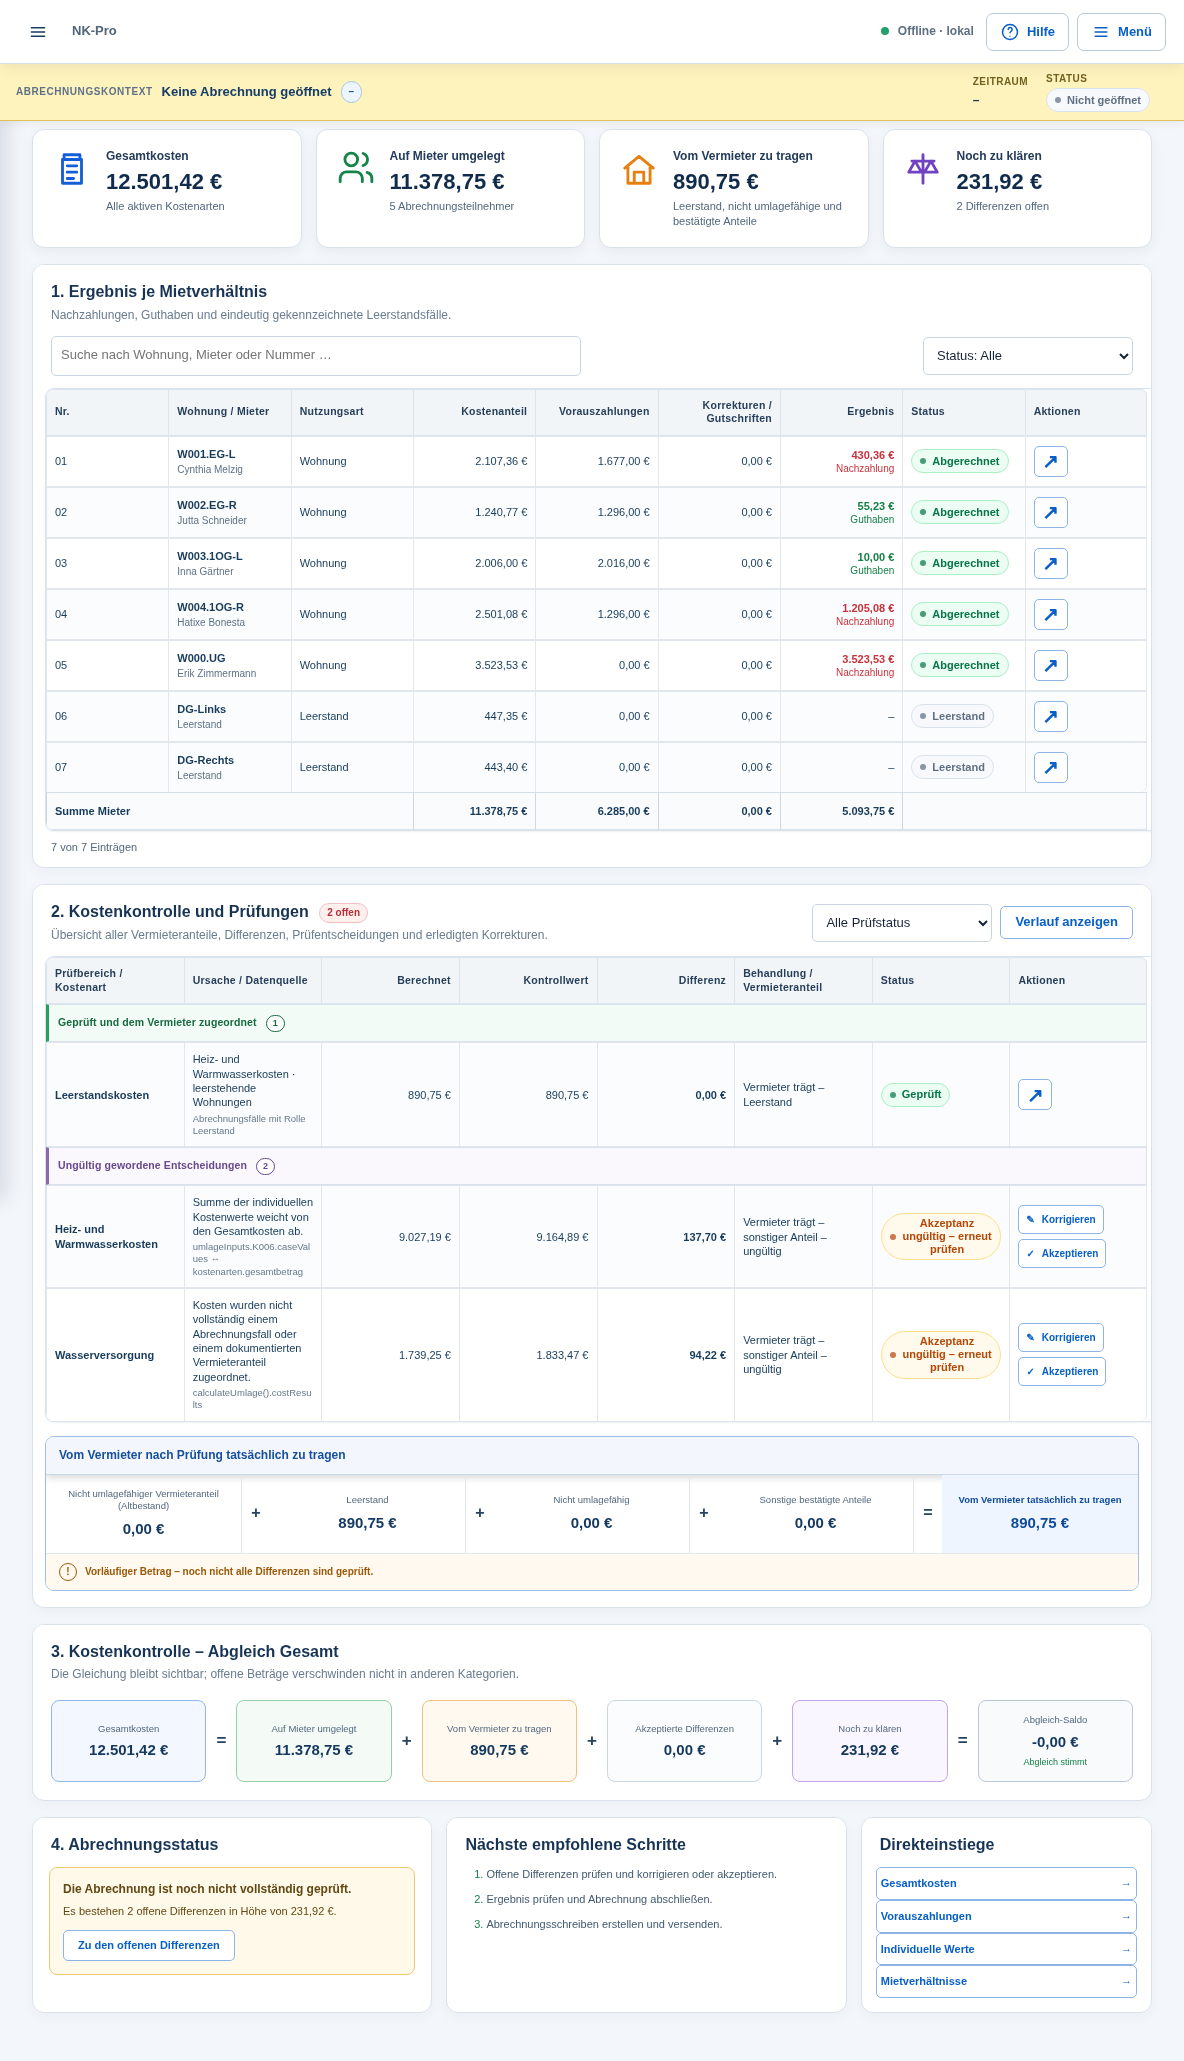 NK-Pro
Offline · lokal
Hilfe
Menü
ABRECHNUNGSKONTEXT Keine Abrechnung geöffnet –
ZEITRAUM
–
STATUS
Nicht geöffnet
Gesamtkosten
12.501,42 €
Alle aktiven Kostenarten
Auf Mieter umgelegt
11.378,75 €
5 Abrechnungsteilnehmer
Vom Vermieter zu tragen
890,75 €
Leerstand, nicht umlagefähige und
bestätigte Anteile
Noch zu klären
231,92 €
2 Differenzen offen
1. Ergebnis je Mietverhältnis
Nachzahlungen, Guthaben und eindeutig gekennzeichnete Leerstandsfälle.
Suche nach Wohnung, Mieter oder Nummer …
Status: Alle
Nr. Wohnung / Mieter Nutzungsart Kostenanteil Vorauszahlungen Korrekturen / Gutschriften Ergebnis Status Aktionen
01 W001.EG-L Wohnung 2.107,36 € 1.677,00 € 0,00 € 430,36 € Abgerechnet ↗
Cynthia Melzig Nachzahlung
02 W002.EG-R Wohnung 1.240,77 € 1.296,00 € 0,00 € 55,23 € Abgerechnet ↗
Jutta Schneider Guthaben
03 W003.1OG-L Wohnung 2.006,00 € 2.016,00 € 0,00 € 10,00 € Abgerechnet ↗
Inna Gärtner Guthaben
04 W004.1OG-R Wohnung 2.501,08 € 1.296,00 € 0,00 € 1.205,08 € Abgerechnet ↗
Hatixe Bonesta Nachzahlung
05 W000.UG Wohnung 3.523,53 € 0,00 € 0,00 € 3.523,53 € Abgerechnet ↗
Erik Zimmermann Nachzahlung
06 DG-Links Leerstand 447,35 € 0,00 € 0,00 € – Leerstand ↗
Leerstand
07 DG-Rechts Leerstand 443,40 € 0,00 € 0,00 € – Leerstand ↗
Leerstand
Summe Mieter 11.378,75 € 6.285,00 € 0,00 € 5.093,75 €
7 von 7 Einträgen
2. Kostenkontrolle und Prüfungen 2 offen
Übersicht aller Vermieteranteile, Differenzen, Prüfentscheidungen und erledigten Korrekturen.
Alle Prüfstatus
Verlauf anzeigen
Prüfbereich / Kostenart Ursache / Datenquelle Berechnet Kontrollwert Differenz Behandlung / Vermieteranteil Status Aktionen
Geprüft und dem Vermieter zugeordnet 1
Leerstandskosten
Heiz- und
Warmwasserkosten ·
leerstehende
Wohnungen
Abrechnungsfälle mit Rolle
Leerstand
890,75 € 890,75 € 0,00 €
Vermieter trägt –
Leerstand
Geprüft
↗
Ungültig gewordene Entscheidungen 2
Heiz- und
Warmwasserkosten
Summe der individuellen
Kostenwerte weicht von
den Gesamtkosten ab.
umlageInputs.K006.caseVal
ues ↔
kostenarten.gesamtbetrag
9.027,19 € 9.164,89 € 137,70 €
Vermieter trägt –
sonstiger Anteil –
ungültig
Akzeptanz
ungültig – erneut
prüfen
✎ Korrigieren
✓ Akzeptieren
Wasserversorgung
Kosten wurden nicht
vollständig einem
Abrechnungsfall oder
einem dokumentierten
Vermieteranteil
zugeordnet.
calculateUmlage().costResu
lts
1.739,25 € 1.833,47 € 94,22 €
Vermieter trägt –
sonstiger Anteil –
ungültig
Akzeptanz
ungültig – erneut
prüfen
✎ Korrigieren
✓ Akzeptieren
Vom Vermieter nach Prüfung tatsächlich zu tragen
Nicht umlagefähiger Vermieteranteil
(Altbestand)
0,00 €
+
Leerstand
890,75 €
+
Nicht umlagefähig
0,00 €
+
Sonstige bestätigte Anteile
0,00 €
=
Vom Vermieter tatsächlich zu tragen
890,75 €
! Vorläufiger Betrag – noch nicht alle Differenzen sind geprüft.
3. Kostenkontrolle – Abgleich Gesamt
Die Gleichung bleibt sichtbar; offene Beträge verschwinden nicht in anderen Kategorien.
Gesamtkosten
12.501,42 €
=
Auf Mieter umgelegt
11.378,75 €
+
Vom Vermieter zu tragen
890,75 €
+
Akzeptierte Differenzen
0,00 €
+
Noch zu klären
231,92 €
=
Abgleich-Saldo
-0,00 €
Abgleich stimmt
4. Abrechnungsstatus
Die Abrechnung ist noch nicht vollständig geprüft.
Es bestehen 2 offene Differenzen in Höhe von 231,92 €.
Zu den offenen Differenzen
Nächste empfohlene Schritte
1. Offene Differenzen prüfen und korrigieren oder akzeptieren.
2. Ergebnis prüfen und Abrechnung abschließen.
3. Abrechnungsschreiben erstellen und versenden.
Direkteinstiege
Gesamtkosten →
Vorauszahlungen →
Individuelle Werte →
Mietverhältnisse →